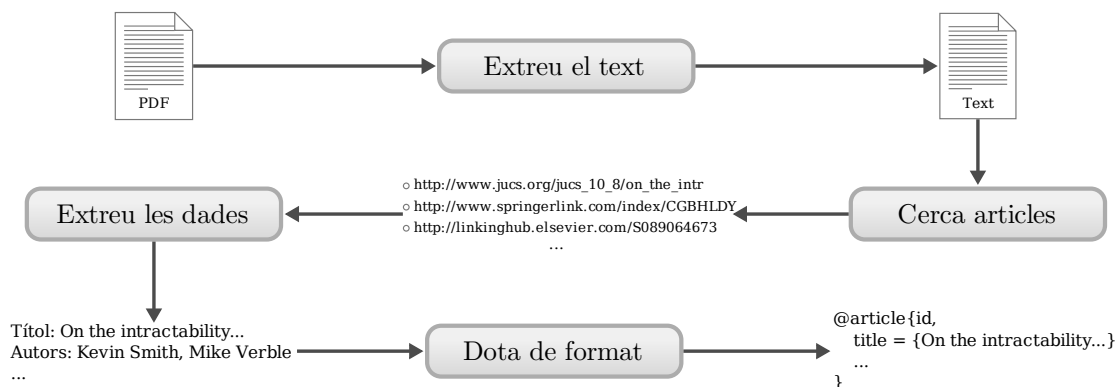 PDF
Extreu el text
Text
Cerca articles
○ http://www.jucs.org/jucs_10_8/on_the_intr
○ http://www.springerlink.com/index/CGBHLDY
○ http://linkinghub.elsevier.com/S089064673
...
Extreu les dades
Títol: On the intractability...
Autors: Kevin Smith, Mike Verble
...
Dota de format
@article{id,
title = {On the intractability...}
...
}